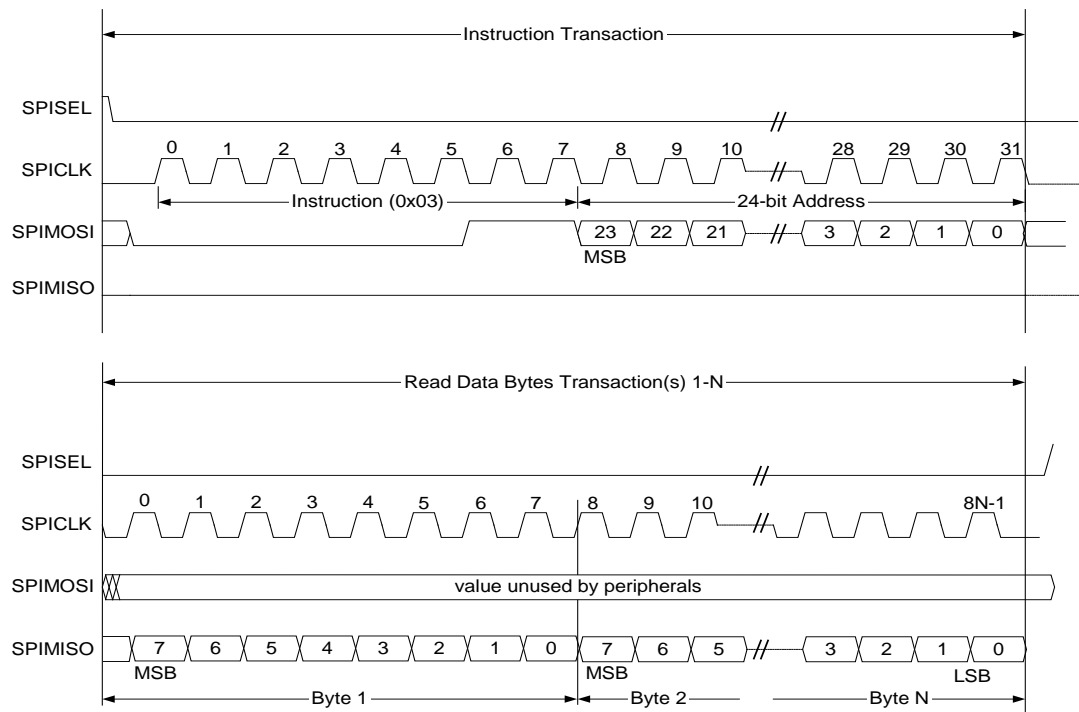 Instruction Transaction
SPISEL
0 1 2 3 4 5 6 7 8 9 10 28 29 30 31
SPICLK
Instruction (0x03) 24-bit Address
SPIMOSI 23 22 21 3 2 1 0
MSB
SPIMISO
Read Data Bytes Transaction(s) 1-N
SPISEL
0 1 2 3 4 5 6 7 8 9 10 8N-1
SPICLK
SPIMOSI value unused by peripherals
SPIMISO 7 6 5 4 3 2 1 0 7 6 5 3 2 1 0
MSB MSB LSB
Byte 1 Byte 2 Byte N